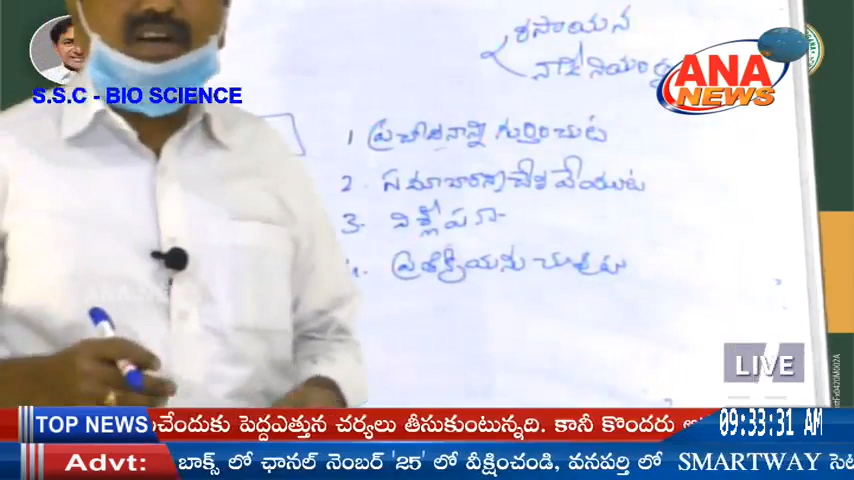 రసాయన
S.S.C - BIO SCIENCE
ANA
NEWS
1 ప్రచోదనాన్ని గుర్తించుట
2. సమాచారాన్ని చేరవేయుట
3. విశ్లేషణ
ప్రతిక్రియను చూపుట
LIVE
TOP NEWS
చేందుకు పెద్దఎత్తున చర్యలు తీసుకుంటున్నది. కానీ కొందరు
09:33:31 AM
Advt:
బాక్స్ లో ఛానల్ నెంబర్ '25' లో వీక్షించండి, వనపర్తి లో SMARTWAY సెట